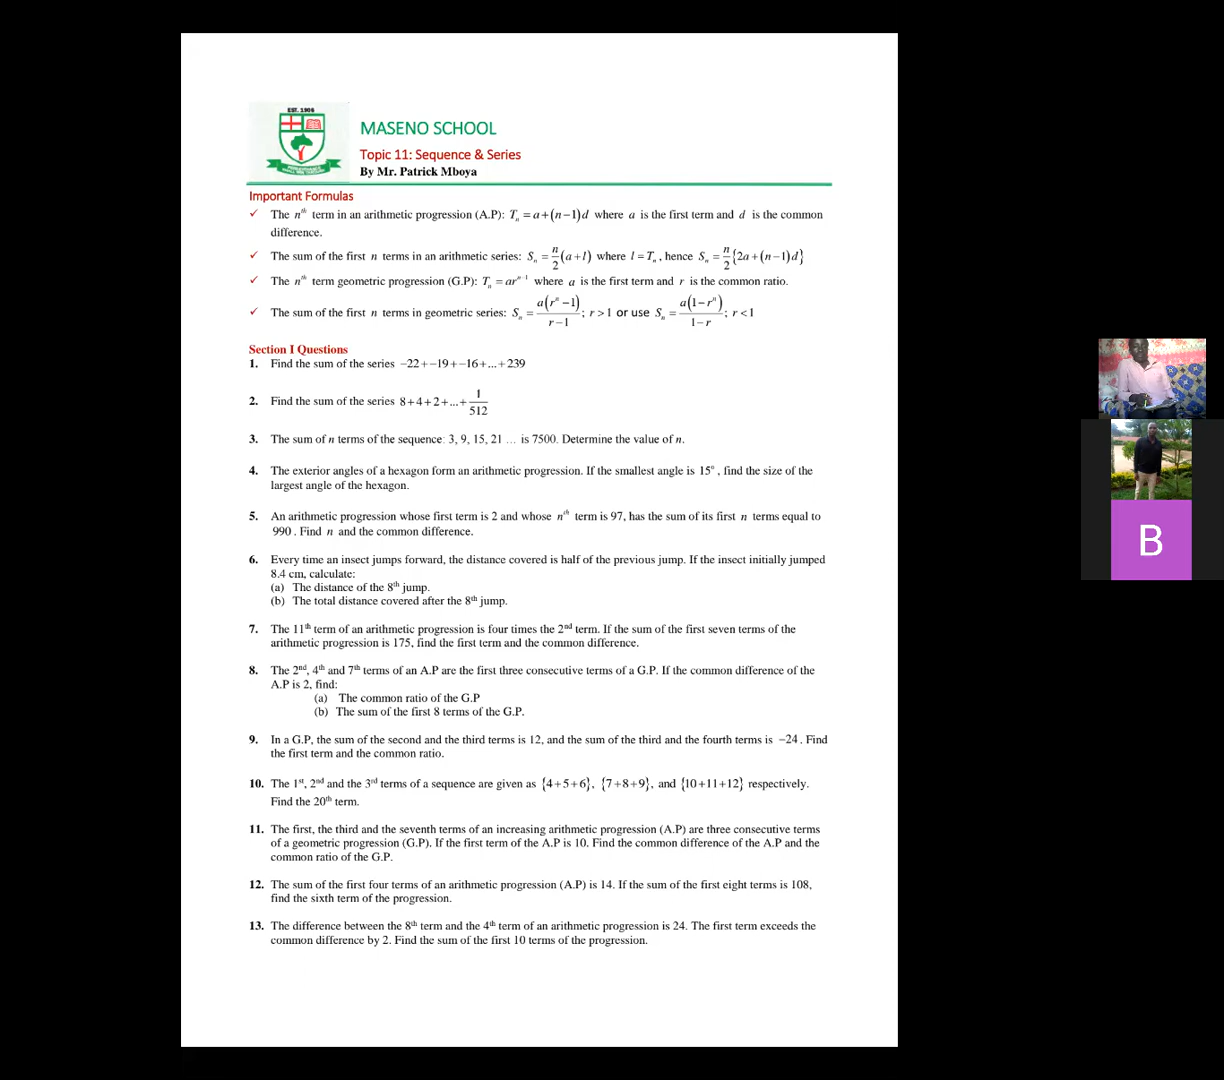 EST. 1906
MASENO SCHOOL
Topic 11: Sequence & Series
By Mr. Patrick Mboya
Important Formulas
✓ The nᵗʰ term in an arithmetic progression (A.P): Tₙ = a+(n−1)d where a is the first term and d is the common
difference.
✓ The sum of the first n terms in an arithmetic series: Sₙ = n/2(a+l) where l = Tₙ, hence Sₙ = n/2{2a+(n−1)d}
✓ The nᵗʰ term geometric progression (G.P): Tₙ = arⁿ⁻¹ where a is the first term and r is the common ratio.
✓ The sum of the first n terms in geometric series: Sₙ = a(rⁿ−1)/r−1; r>1 or use Sₙ = a(1−rⁿ)/1−r; r<1
Section I Questions
1. Find the sum of the series −22+−19+−16+...+239
2. Find the sum of the series 8+4+2+...+1/512
3. The sum of n terms of the sequence: 3, 9, 15, 21 … is 7500. Determine the value of n.
4. The exterior angles of a hexagon form an arithmetic progression. If the smallest angle is 15°, find the size of the
largest angle of the hexagon.
5. An arithmetic progression whose first term is 2 and whose nᵗʰ term is 97, has the sum of its first n terms equal to
990. Find n and the common difference.
6. Every time an insect jumps forward, the distance covered is half of the previous jump. If the insect initially jumped
8.4 cm, calculate:
(a) The distance of the 8ᵗʰ jump.
(b) The total distance covered after the 8ᵗʰ jump.
7. The 11ᵗʰ term of an arithmetic progression is four times the 2ⁿᵈ term. If the sum of the first seven terms of the
arithmetic progression is 175, find the first term and the common difference.
8. The 2ⁿᵈ, 4ᵗʰ and 7ᵗʰ terms of an A.P are the first three consecutive terms of a G.P. If the common difference of the
A.P is 2, find:
(a) The common ratio of the G.P
(b) The sum of the first 8 terms of the G.P.
9. In a G.P, the sum of the second and the third terms is 12, and the sum of the third and the fourth terms is −24. Find
the first term and the common ratio.
10. The 1ˢᵗ, 2ⁿᵈ and the 3ʳᵈ terms of a sequence are given as {4+5+6}, {7+8+9}, and {10+11+12} respectively.
Find the 20ᵗʰ term.
11. The first, the third and the seventh terms of an increasing arithmetic progression (A.P) are three consecutive terms
of a geometric progression (G.P). If the first term of the A.P is 10. Find the common difference of the A.P and the
common ratio of the G.P.
12. The sum of the first four terms of an arithmetic progression (A.P) is 14. If the sum of the first eight terms is 108,
find the sixth term of the progression.
13. The difference between the 8ᵗʰ term and the 4ᵗʰ term of an arithmetic progression is 24. The first term exceeds the
common difference by 2. Find the sum of the first 10 terms of the progression.
B